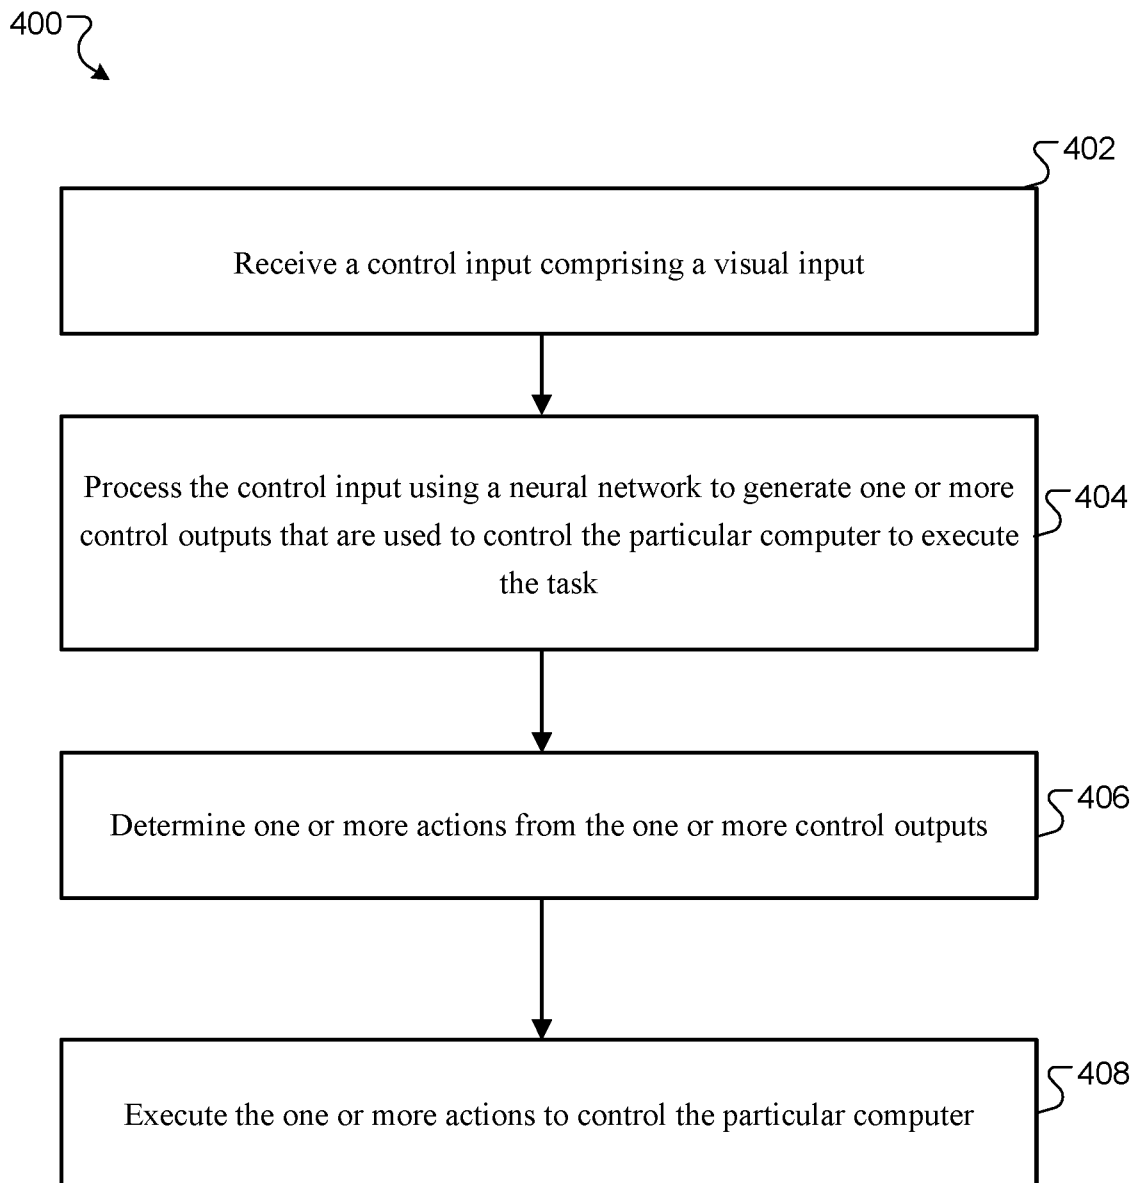 400
402
Receive a control input comprising a visual input
Process the control input using a neural network to generate one or more
control outputs that are used to control the particular computer to execute
the task
404
Determine one or more actions from the one or more control outputs
406
Execute the one or more actions to control the particular computer
408